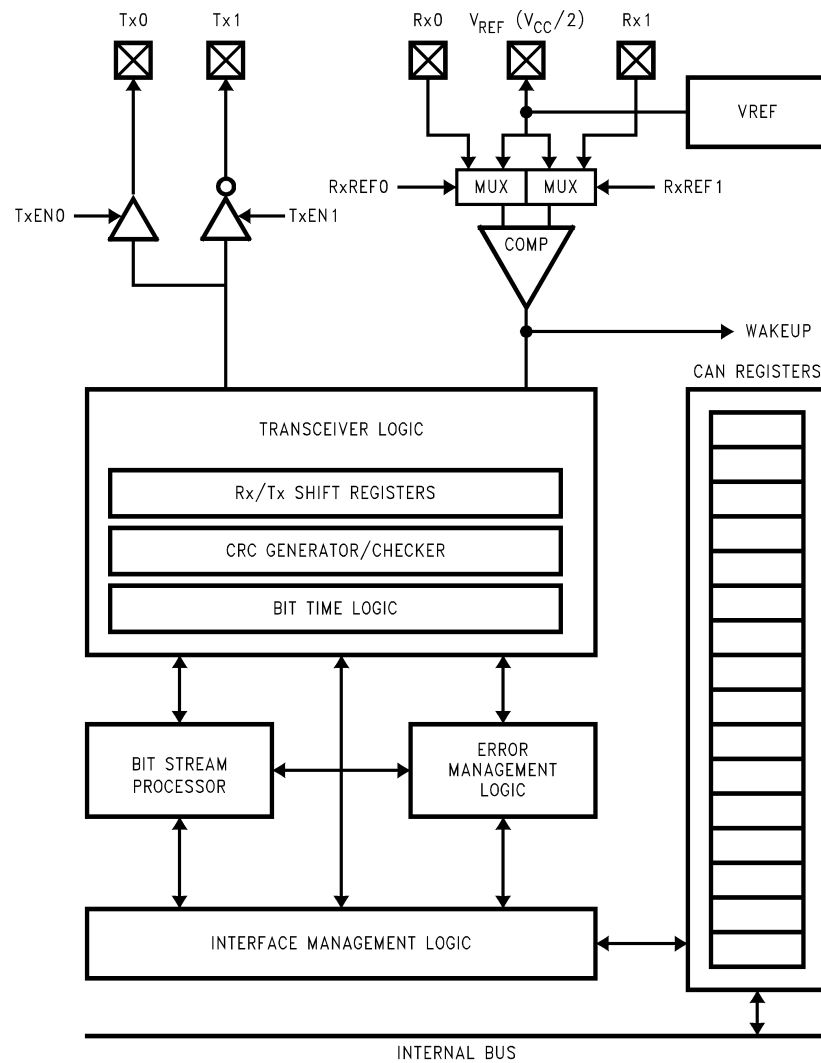 Tx0
Tx1
Rx0
VREF (VCC/2)
Rx1
VREF
RxREF0
MUX
MUX
RxREF1
TxEN0
TxEN1
COMP
WAKEUP
CAN REGISTERS
TRANSCEIVER LOGIC
Rx/Tx SHIFT REGISTERS
CRC GENERATOR/CHECKER
BIT TIME LOGIC
BIT STREAM
PROCESSOR
ERROR
MANAGEMENT
LOGIC
INTERFACE MANAGEMENT LOGIC
INTERNAL BUS